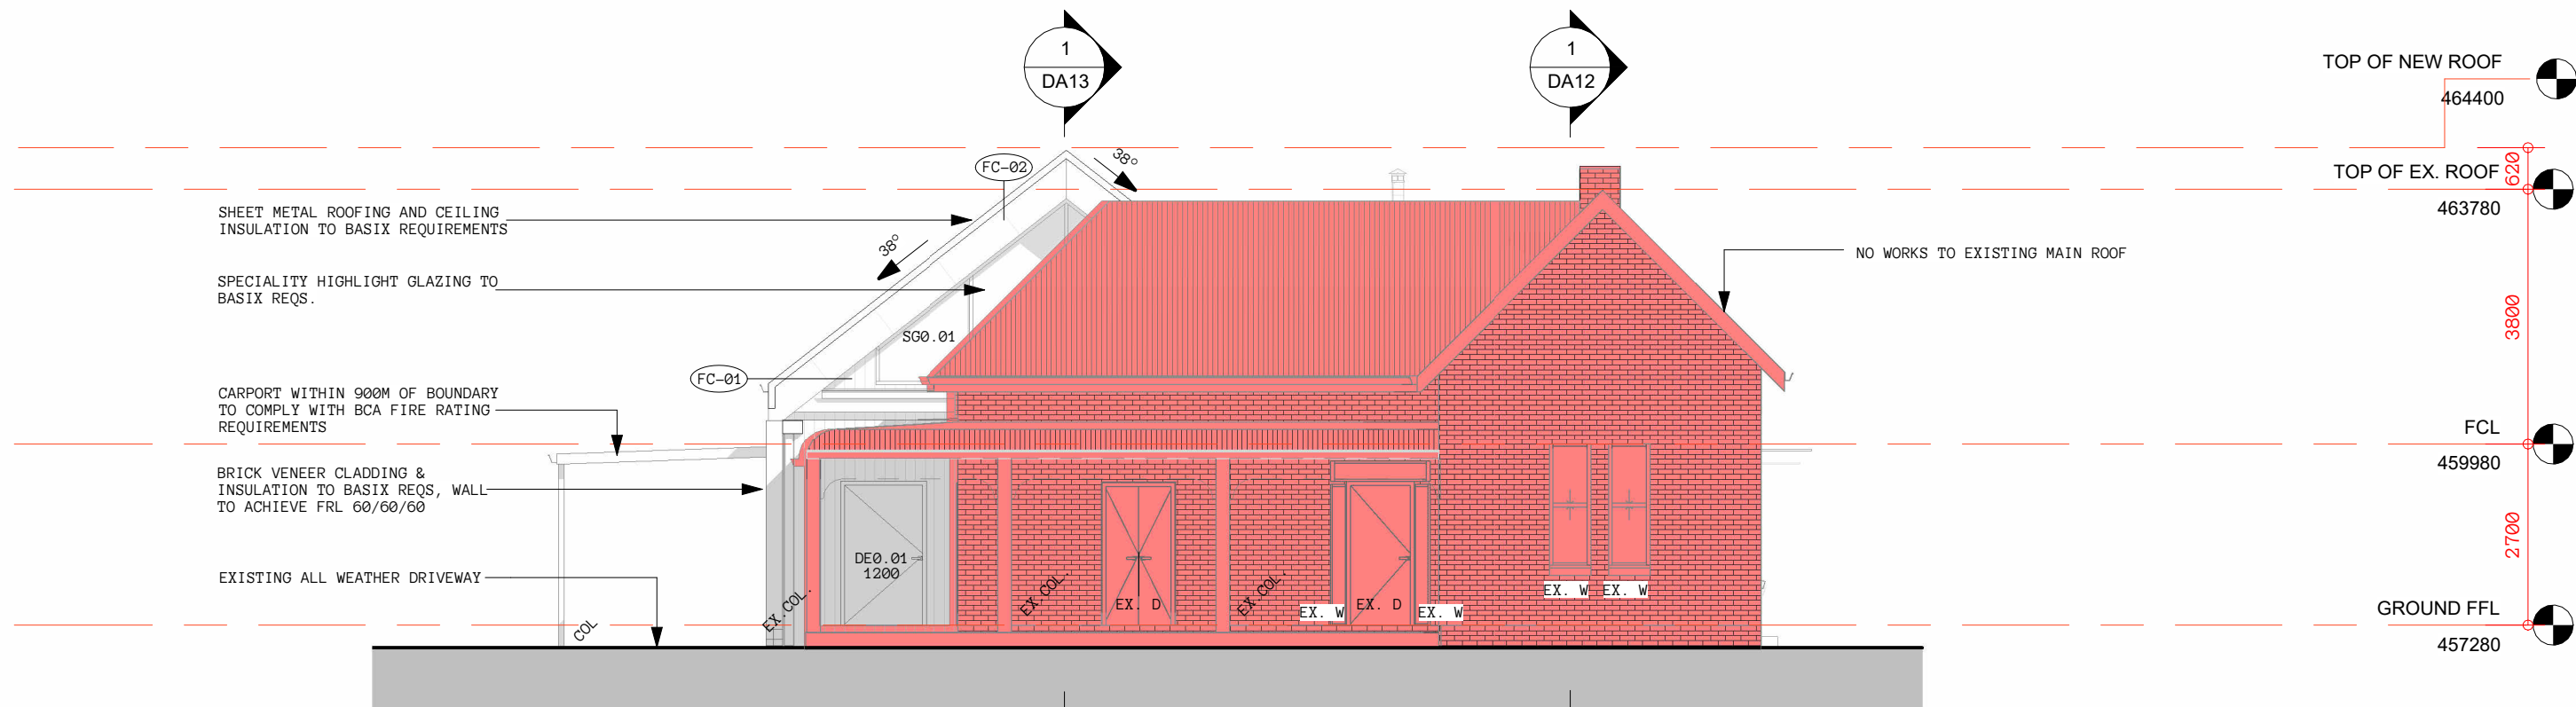 1
DA13
1
DA12
TOP OF NEW ROOF
464400
FC-02
38°
620
TOP OF EX. ROOF
463780
SHEET METAL ROOFING AND CEILING
INSULATION TO BASIX REQUIREMENTS
38°
NO WORKS TO EXISTING MAIN ROOF
SPECIALITY HIGHLIGHT GLAZING TO
BASIX REQS.
3800
SG0.01
FC-01
CARPORT WITHIN 900M OF BOUNDARY
TO COMPLY WITH BCA FIRE RATING
REQUIREMENTS
FCL
459980
BRICK VENEER CLADDING &
INSULATION TO BASIX REQS, WALL
TO ACHIEVE FRL 60/60/60
2700
DE0.01
1200
EXISTING ALL WEATHER DRIVEWAY
COL
EX.COL.
EX.COL.
EX. D
EX.COL.
EX. W
EX. D
EX. W
EX. W
EX. W
GROUND FFL
457280